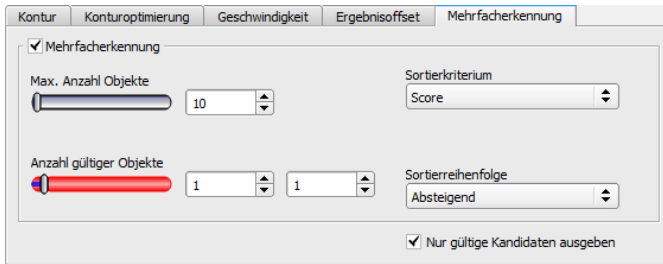 Kontur Konturoptimierung Geschwindigkeit Ergebnisoffset Mehrfacherkennung
Mehrfacherkennung
Max. Anzahl Objekte
10
Sortierkriterium
Score
Anzahl gültiger Objekte
1 1
Sortierreihenfolge
Absteigend
Nur gültige Kandidaten ausgeben